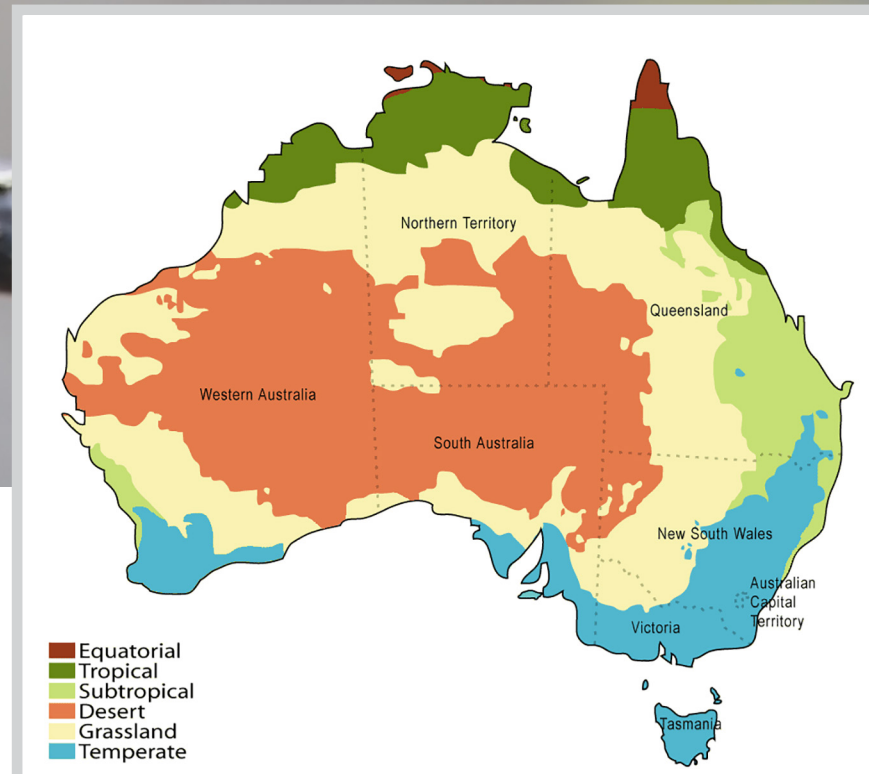 Northern Territory
Queensland
Western Australia
South Australia
New South Wales
Australian
Capital
Territory
Victoria
Tasmania
Equatorial
Tropical
Subtropical
Desert
Grassland
Temperate